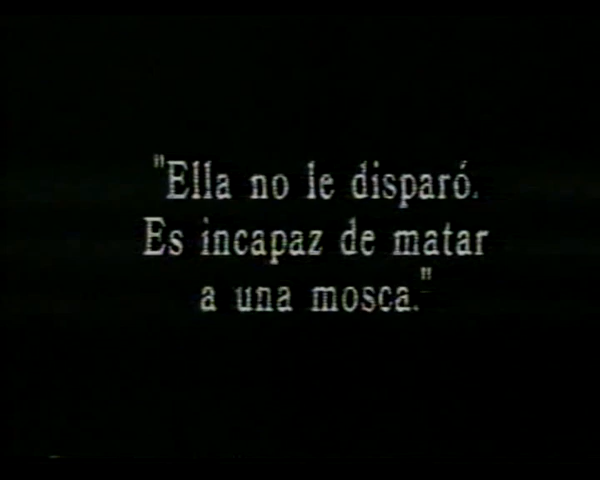 "Ella no le disparó.
Es incapaz de matar
a una mosca."